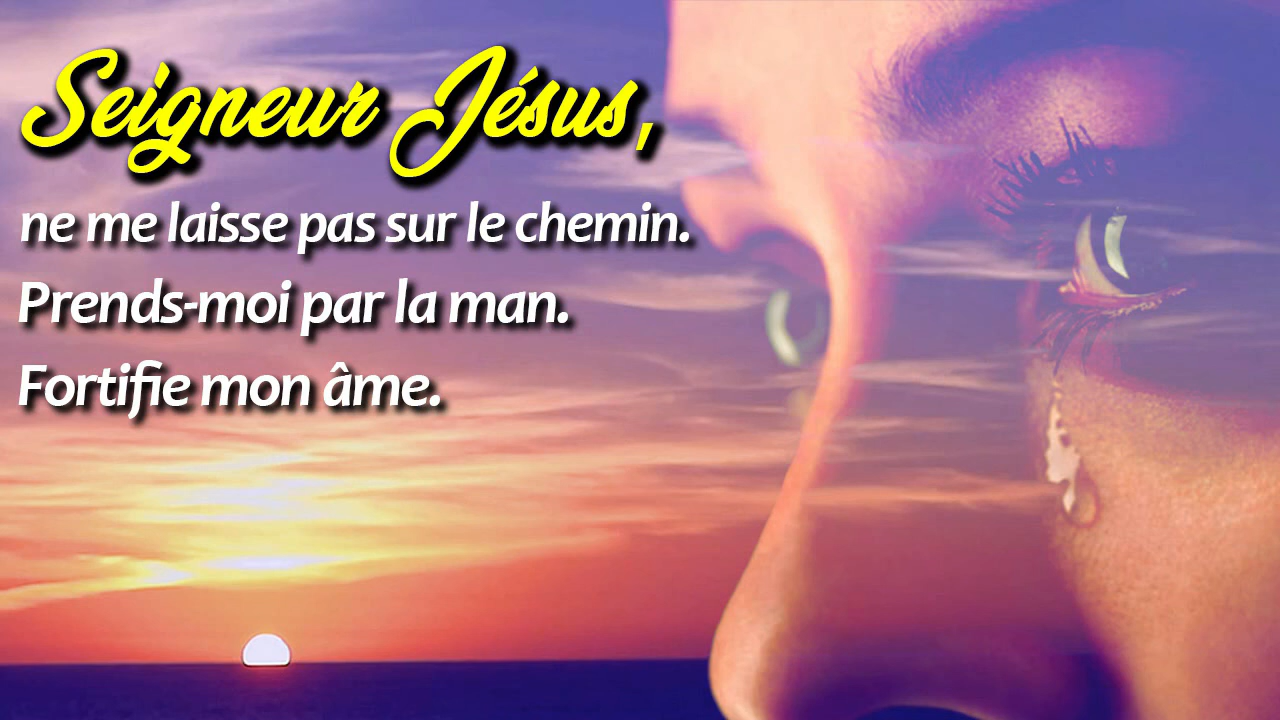 Seigneur Jésus,
ne me laisse pas sur le chemin.
Prends-moi par la man.
Fortifie mon âme.